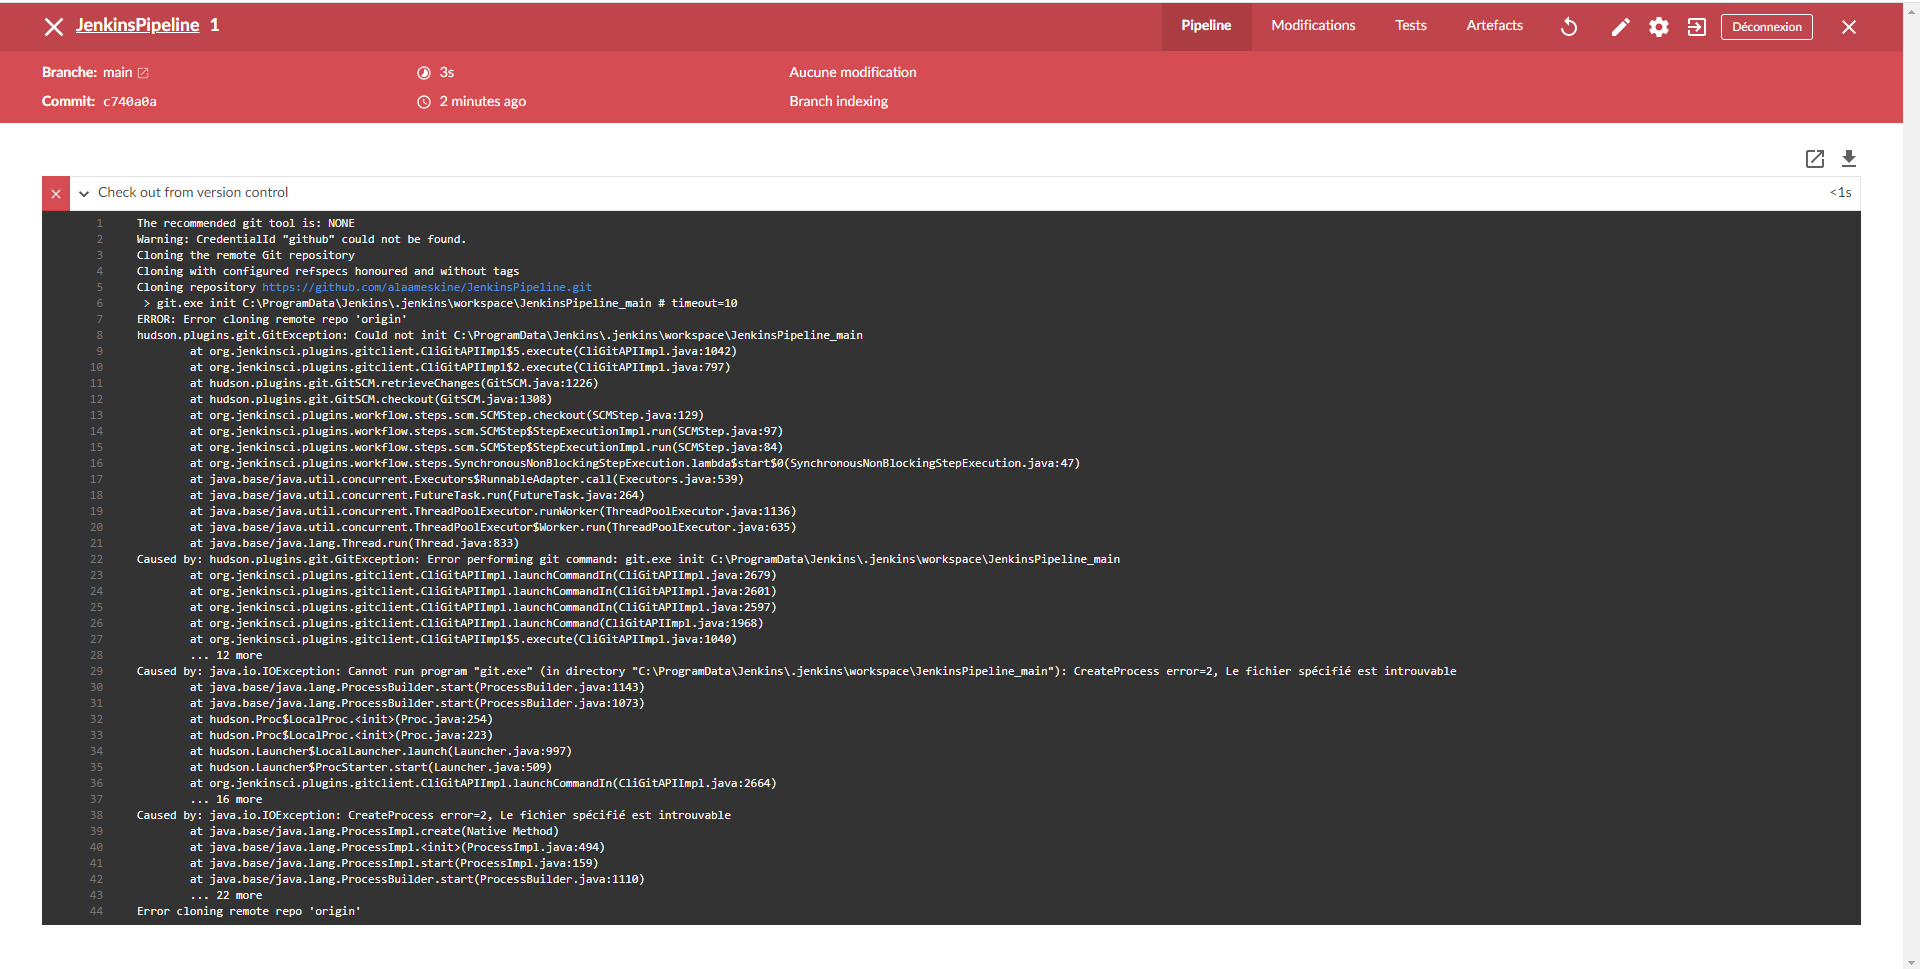 JenkinsPipeline 1
Pipeline
Modifications
Tests
Artefacts
Déconnexion
Branche: main
3s
Aucune modification
Commit: c740a0a
2 minutes ago
Branch indexing
Check out from version control
<1s
1 The recommended git tool is: NONE
2 Warning: CredentialId "github" could not be found.
3 Cloning the remote Git repository
4 Cloning with configured refspecs honoured and without tags
5 Cloning repository https://github.com/alaameskine/JenkinsPipeline.git
6 > git.exe init C:\ProgramData\Jenkins\.jenkins\workspace\JenkinsPipeline_main # timeout=10
7 ERROR: Error cloning remote repo 'origin'
8 hudson.plugins.git.GitException: Could not init C:\ProgramData\Jenkins\.jenkins\workspace\JenkinsPipeline_main
9 at org.jenkinsci.plugins.gitclient.CliGitAPIImpl$5.execute(CliGitAPIImpl.java:1042)
10 at org.jenkinsci.plugins.gitclient.CliGitAPIImpl$2.execute(CliGitAPIImpl.java:797)
11 at hudson.plugins.git.GitSCM.retrieveChanges(GitSCM.java:1226)
12 at hudson.plugins.git.GitSCM.checkout(GitSCM.java:1308)
13 at org.jenkinsci.plugins.workflow.steps.scm.SCMStep.checkout(SCMStep.java:129)
14 at org.jenkinsci.plugins.workflow.steps.scm.SCMStep$StepExecutionImpl.run(SCMStep.java:97)
15 at org.jenkinsci.plugins.workflow.steps.scm.SCMStep$StepExecutionImpl.run(SCMStep.java:84)
16 at org.jenkinsci.plugins.workflow.steps.SynchronousNonBlockingStepExecution.lambda$start$0(SynchronousNonBlockingStepExecution.java:47)
17 at java.base/java.util.concurrent.Executors$RunnableAdapter.call(Executors.java:539)
18 at java.base/java.util.concurrent.FutureTask.run(FutureTask.java:264)
19 at java.base/java.util.concurrent.ThreadPoolExecutor.runWorker(ThreadPoolExecutor.java:1136)
20 at java.base/java.util.concurrent.ThreadPoolExecutor$Worker.run(ThreadPoolExecutor.java:635)
21 at java.base/java.lang.Thread.run(Thread.java:833)
22 Caused by: hudson.plugins.git.GitException: Error performing git command: git.exe init C:\ProgramData\Jenkins\.jenkins\workspace\JenkinsPipeline_main
23 at org.jenkinsci.plugins.gitclient.CliGitAPIImpl.launchCommandIn(CliGitAPIImpl.java:2679)
24 at org.jenkinsci.plugins.gitclient.CliGitAPIImpl.launchCommandIn(CliGitAPIImpl.java:2601)
25 at org.jenkinsci.plugins.gitclient.CliGitAPIImpl.launchCommandIn(CliGitAPIImpl.java:2597)
26 at org.jenkinsci.plugins.gitclient.CliGitAPIImpl.launchCommand(CliGitAPIImpl.java:1968)
27 at org.jenkinsci.plugins.gitclient.CliGitAPIImpl$5.execute(CliGitAPIImpl.java:1040)
28 ... 12 more
29 Caused by: java.io.IOException: Cannot run program "git.exe" (in directory "C:\ProgramData\Jenkins\.jenkins\workspace\JenkinsPipeline_main"): CreateProcess error=2, Le fichier spécifié est introuvable
30 at java.base/java.lang.ProcessBuilder.start(ProcessBuilder.java:1143)
31 at java.base/java.lang.ProcessBuilder.start(ProcessBuilder.java:1073)
32 at hudson.Proc$LocalProc.<init>(Proc.java:254)
33 at hudson.Proc$LocalProc.<init>(Proc.java:223)
34 at hudson.Launcher$LocalLauncher.launch(Launcher.java:997)
35 at hudson.Launcher$ProcStarter.start(Launcher.java:509)
36 at org.jenkinsci.plugins.gitclient.CliGitAPIImpl.launchCommandIn(CliGitAPIImpl.java:2664)
37 ... 16 more
38 Caused by: java.io.IOException: CreateProcess error=2, Le fichier spécifié est introuvable
39 at java.base/java.lang.ProcessImpl.create(Native Method)
40 at java.base/java.lang.ProcessImpl.<init>(ProcessImpl.java:494)
41 at java.base/java.lang.ProcessImpl.start(ProcessImpl.java:159)
42 at java.base/java.lang.ProcessBuilder.start(ProcessBuilder.java:1110)
43 ... 22 more
44 Error cloning remote repo 'origin'